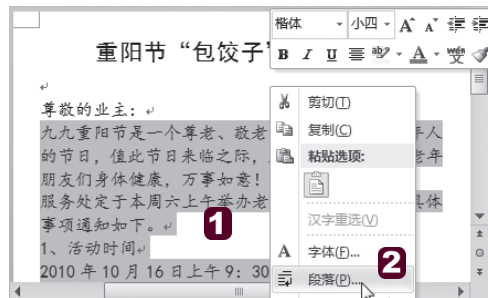 楷体 小四 A A
重阳节“包饺子”
B I U ab A wén 变
尊敬的业主：
九九重阳节是一个尊老、敬老 年人
的节日，值此节日来临之际， 老年
朋友们身体健康，万事如意！
服务处定于本周六上午举办老 具体
事项通知如下。
1
1、活动时间
2010 年 10 月 16 日上午 9：30
剪切(T)
复制(C)
粘贴选项:
汉字重选(V)
A 字体(F)...
2
段落(P)...